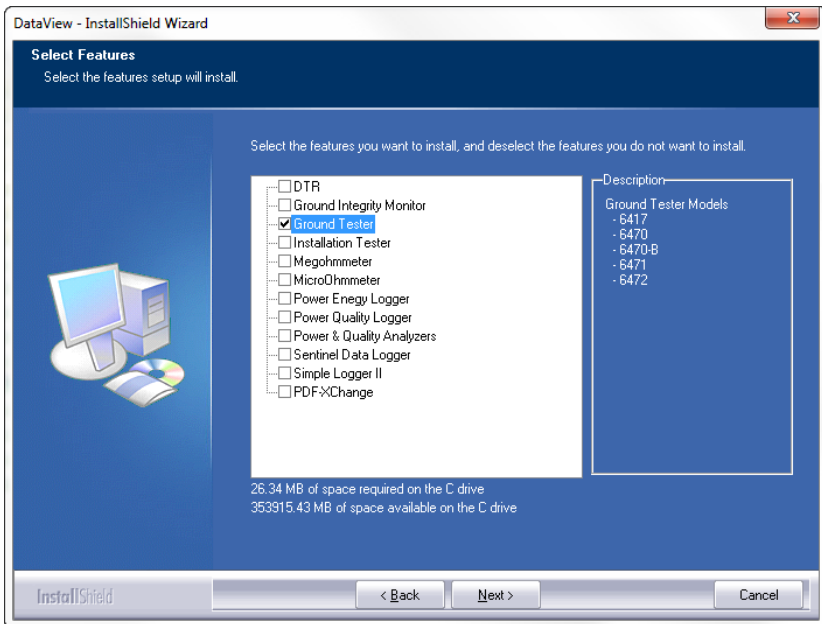 DataView - InstallShield Wizard
Select Features
Select the features setup will install.
Select the features you want to install, and deselect the features you do not want to install.
DTR
Ground Integrity Monitor
Ground Tester
Installation Tester
Megohmmeter
MicroOhmmeter
Power Enegy Logger
Power Quality Logger
Power & Quality Analyzers
Sentinel Data Logger
Simple Logger II
PDF-XChange
Description
Ground Tester Models
- 6417
- 6470
- 6470-B
- 6471
- 6472
26.34 MB of space required on the C drive
353915.43 MB of space available on the C drive
InstallShield
< Back
Next >
Cancel